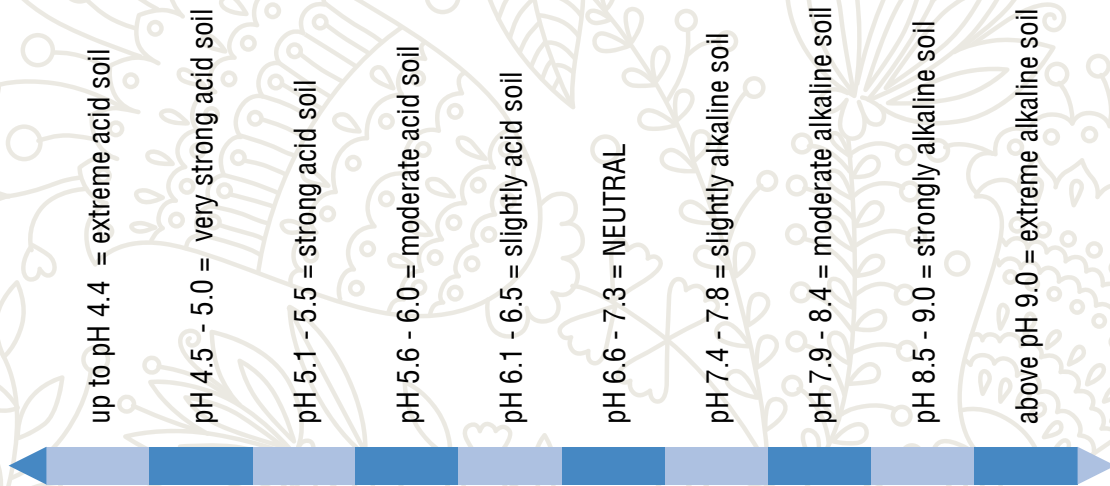 up to pH 4.4 = extreme acid soil
pH 4.5 - 5.0 = very strong acid soil
pH 5.1 - 5.5 = strong acid soil
pH 5.6 - 6.0 = moderate acid soil
pH 6.1 - 6.5 = slightly acid soil
pH 6.6 - 7.3 = NEUTRAL
pH 7.4 - 7.8 = slightly alkaline soil
pH 7.9 - 8.4 = moderate alkaline soil
pH 8.5 - 9.0 = strongly alkaline soil
above pH 9.0 = extreme alkaline soil